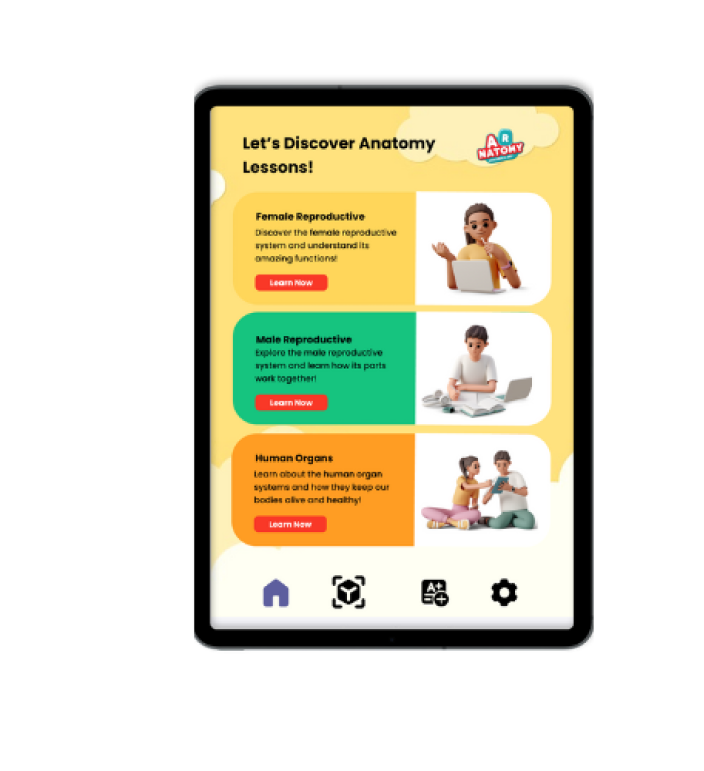 Let's Discover Anatomy
Lessons!
AR
NATOMY
Female Reproductive
Discover the female reproductive
system and understand its
amazing functions!
Learn Now
Male Reproductive
Explore the male reproductive
system and learn how its parts
work together!
Learn Now
Human Organs
Learn about the human organ
systems and how they keep our
bodies alive and healthy!
Learn Now
A+